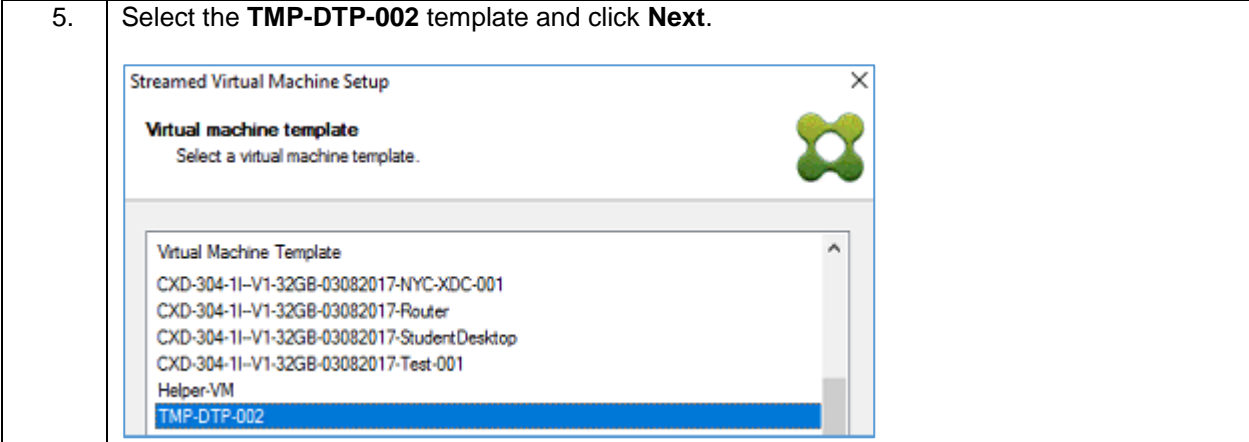 5. Select the TMP-DTP-002 template and click Next.
Streamed Virtual Machine Setup
Virtual machine template
Select a virtual machine template.
Virtual Machine Template
CXD-304-1I--V1-32GB-03082017-NYC-XDC-001
CXD-304-1I--V1-32GB-03082017-Router
CXD-304-1I--V1-32GB-03082017-StudentDesktop
CXD-304-1I--V1-32GB-03082017-Test-001
Helper-VM
TMP-DTP-002